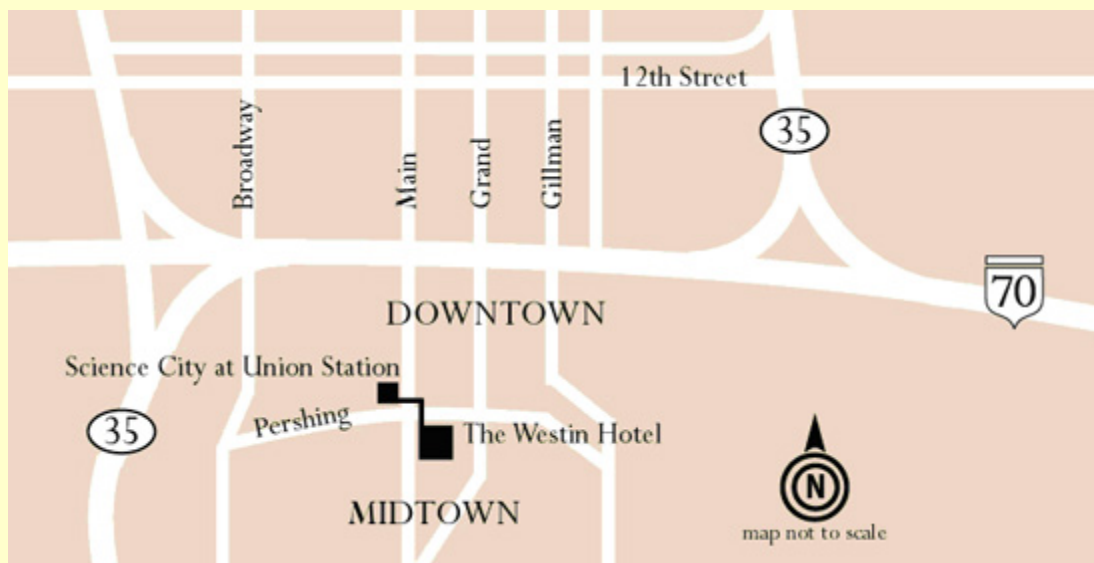 12th Street
35
Broadway
Main
Grand
Gillman
70
DOWNTOWN
Science City at Union Station
Pershing
35
The Westin Hotel
N
MIDTOWN
map not to scale